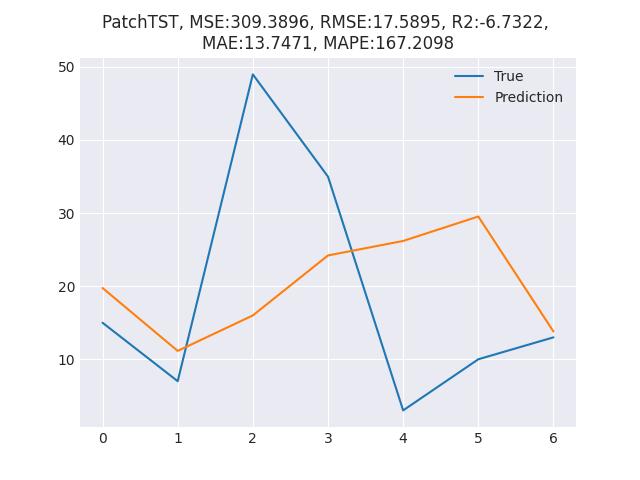 PatchTST, MSE:309.3896, RMSE:17.5895, R2:-6.7322,
MAE:13.7471, MAPE:167.2098
True
Prediction
50
40
30
20
10
0 1 2 3 4 5 6